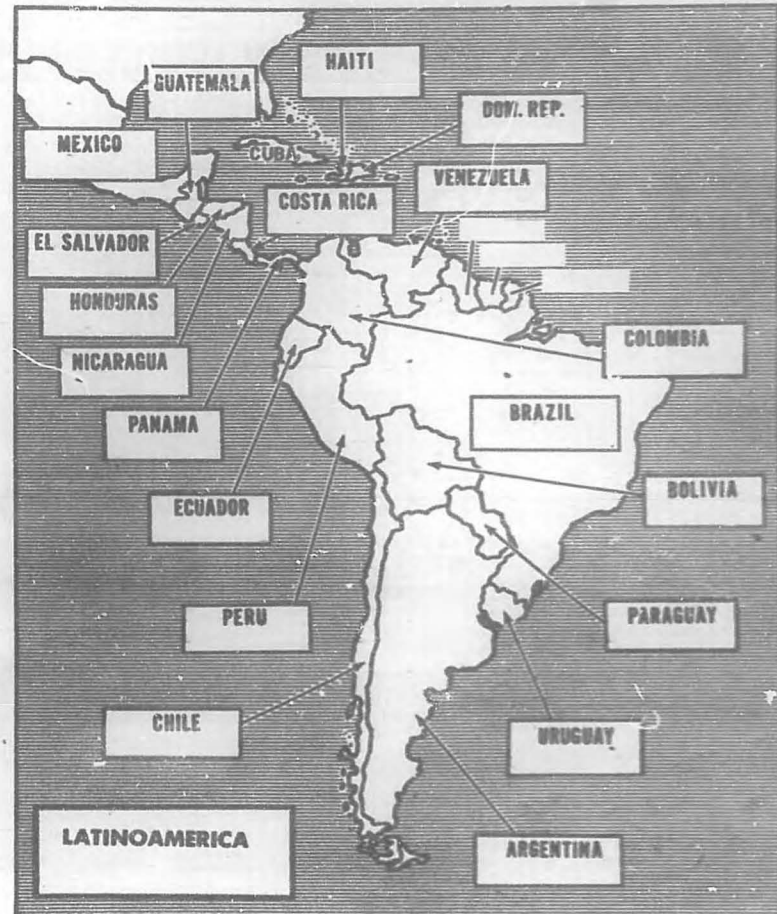 HAITI
GUATEMALA
DOM. REP.
MEXICO
CUBA
VENEZUELA
COSTA RICA
EL SALVADOR
HONDURAS
COLOMBIA
NICARAGUA
BRAZIL
PANAMA
BOLIVIA
ECUADOR
PERU
PARAGUAY
CHILE
URUGUAY
LATINOAMERICA
ARGENTINA